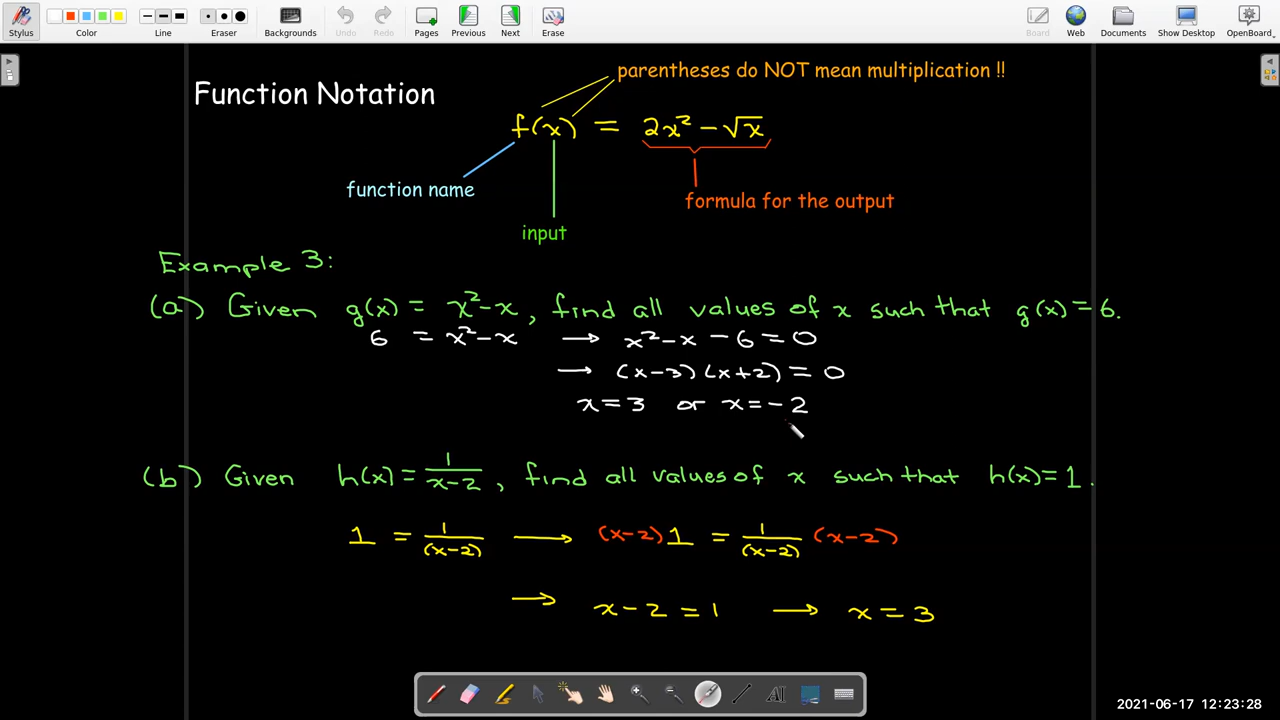 Stylus Color Line Eraser Backgrounds Undo Redo Pages Previous Next Erase Board Web Documents Show Desktop OpenBoard
parentheses do NOT mean multiplication !!
Function Notation
f(x) = 2x² - √x
function name
formula for the output
input
Example 3:
(a) Given g(x) = x²-x, find all values of x such that g(x)=6.
6 = x²-x → x²-x-6=0
→ (x-3)(x+2)=0
x=3 or x=-2
(b) Given h(x)= 1/(x-2), find all values of x such that h(x)=1.
1 = 1/(x-2) → (x-2)1 = 1/(x-2) (x-2)
→ x-2=1 → x=3
AI
2021-06-17 12:23:28